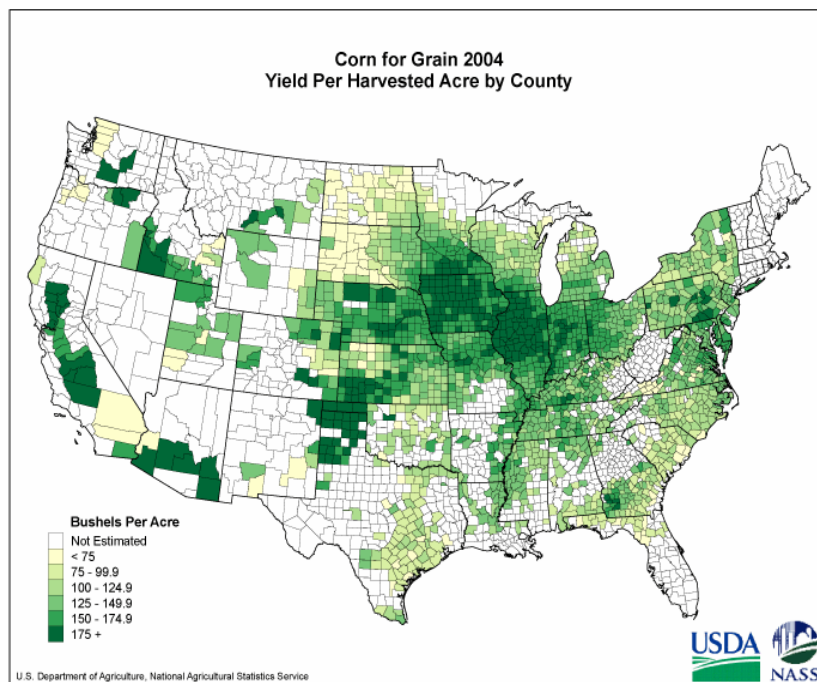 Corn for Grain 2004
Yield Per Harvested Acre by County
Bushels Per Acre
Not Estimated
< 75
75 - 99.9
100 - 124.9
125 - 149.9
150 - 174.9
175 +
USDA
NASS
U.S. Department of Agriculture, National Agricultural Statistics Service